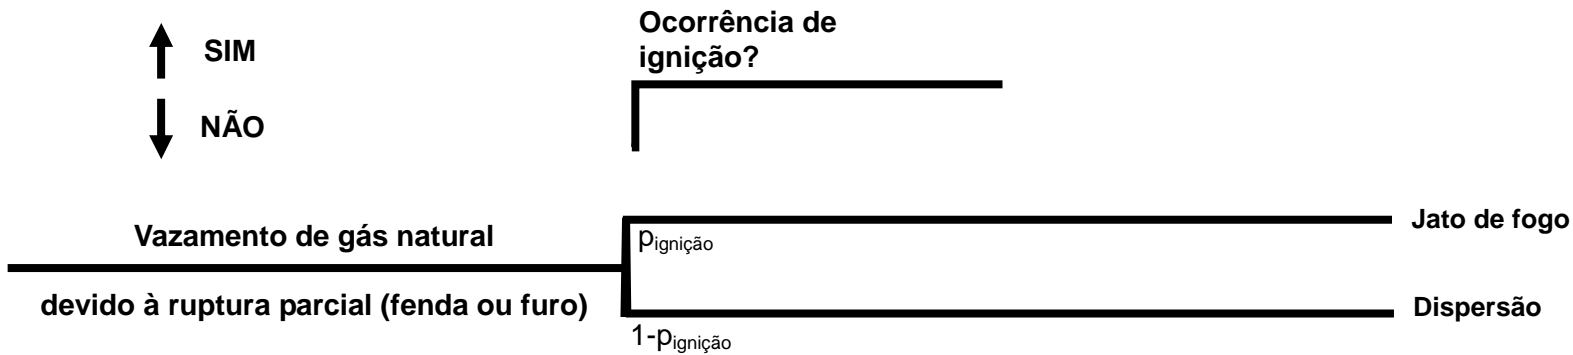 Ocorrência de
ignição?
SIM
NÃO
Vazamento de gás natural
devido à ruptura parcial (fenda ou furo)
pignição
1-pignição
Jato de fogo
Dispersão